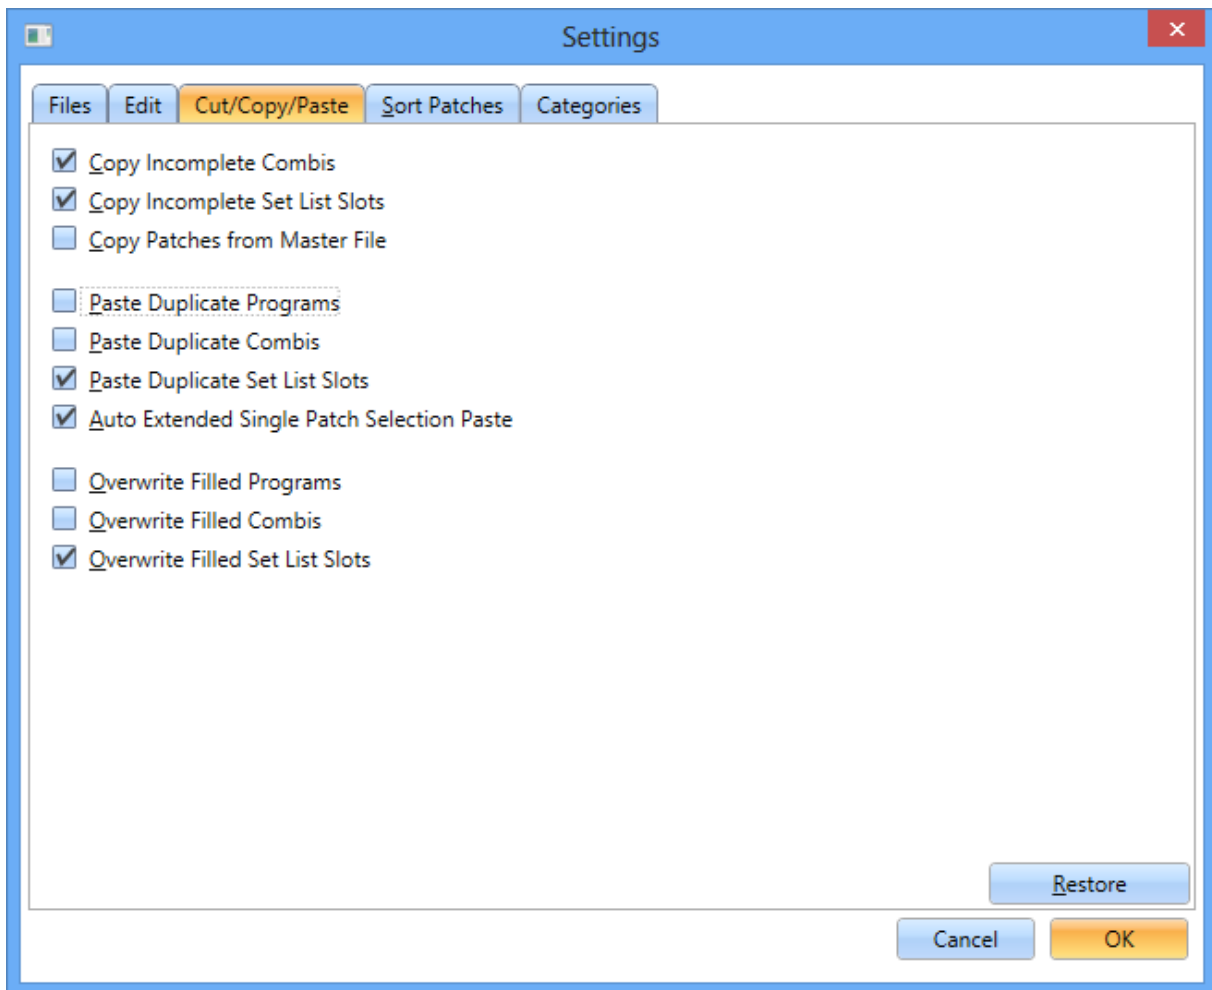 Settings
Files Edit Cut/Copy/Paste Sort Patches Categories
Copy Incomplete Combis
Copy Incomplete Set List Slots
Copy Patches from Master File
Paste Duplicate Programs
Paste Duplicate Combis
Paste Duplicate Set List Slots
Auto Extended Single Patch Selection Paste
Overwrite Filled Programs
Overwrite Filled Combis
Overwrite Filled Set List Slots
Restore
Cancel OK